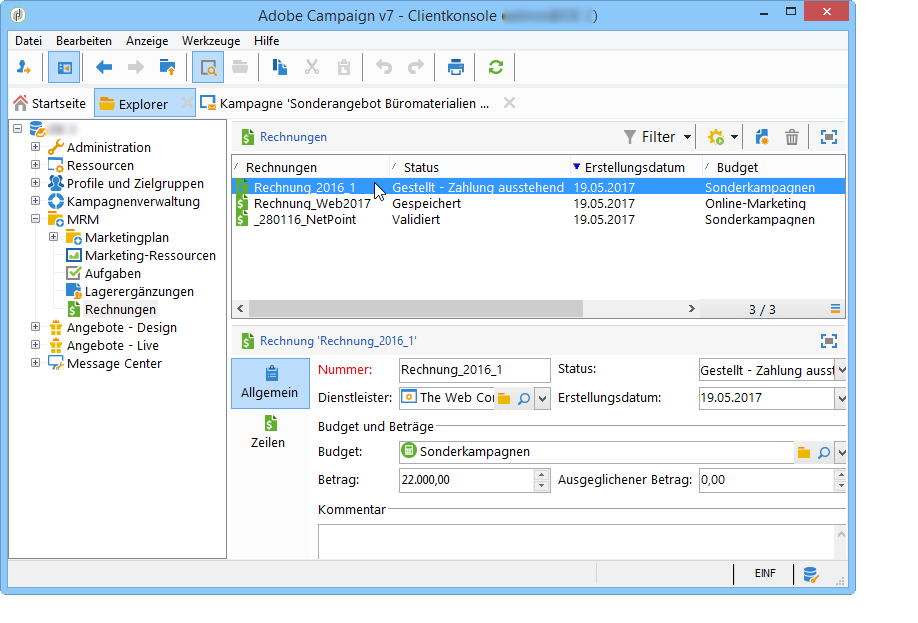 Adobe Campaign v7 - Clientkonsole
Datei Bearbeiten Anzeige Werkzeuge Hilfe
Startseite Explorer Kampagne 'Sonderangebot Büromaterialien ...
Administration
Ressourcen
Profile und Zielgruppen
Kampagnenverwaltung
MRM
Marketingplan
Marketing-Ressourcen
Aufgaben
Lagerergänzungen
Rechnungen
Angebote - Design
Angebote - Live
Message Center
Rechnungen Filter
Rechnungen Status Erstellungsdatum Budget
Rechnung_2016_1 Gestellt - Zahlung ausstehend 19.05.2017 Sonderkampagnen
Rechnung_Web2017 Gespeichert 19.05.2017 Online-Marketing
_280116_NetPoint Validiert 19.05.2017 Sonderkampagnen
3 / 3
Rechnung 'Rechnung_2016_1'
Allgemein
Zeilen
Nummer: Rechnung_2016_1 Status: Gestellt - Zahlung ausst
Dienstleister: The Web Cor Erstellungsdatum: 19.05.2017
Budget und Beträge
Budget: Sonderkampagnen
Betrag: 22.000,00 Ausgeglichener Betrag: 0,00
Kommentar
EINF